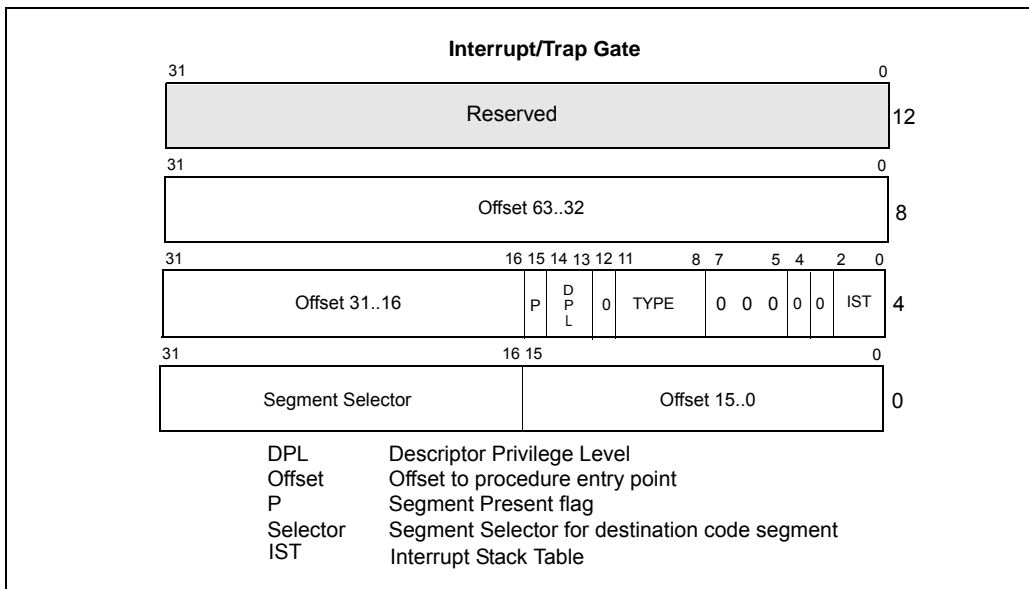 Interrupt/Trap Gate
31 0
Reserved 12
31 0
Offset 63..32 8
31 16 15 14 13 12 11 8 7 5 4 2 0
Offset 31..16 P DPL 0 TYPE 0 0 0 0 0 IST 4
31 16 15 0
Segment Selector Offset 15..0 0
DPL Descriptor Privilege Level
Offset Offset to procedure entry point
P Segment Present flag
Selector Segment Selector for destination code segment
IST Interrupt Stack Table